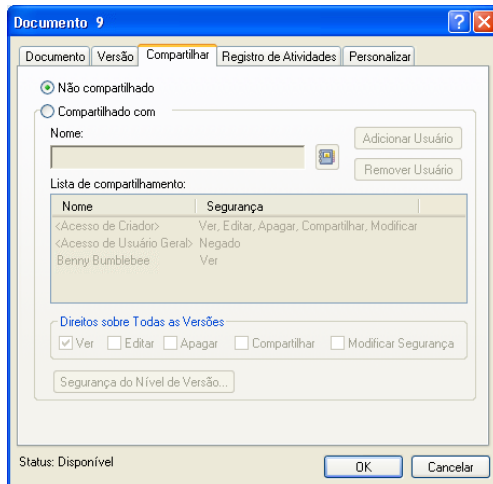 Documento 9
Documento Versão Compartilhar Registro de Atividades Personalizar
Não compartilhado
Compartilhado com
Nome:
Adicionar Usuário
Remover Usuário
Lista de compartilhamento:
Nome Segurança
<Acesso de Criador> Ver, Editar, Apagar, Compartilhar, Modificar
<Acesso de Usuário Geral> Negado
Benny Bumblebee Ver
Direitos sobre Todas as Versões
Ver Editar Apagar Compartilhar Modificar Segurança
Segurança do Nível de Versão...
Status: Disponível
OK Cancelar